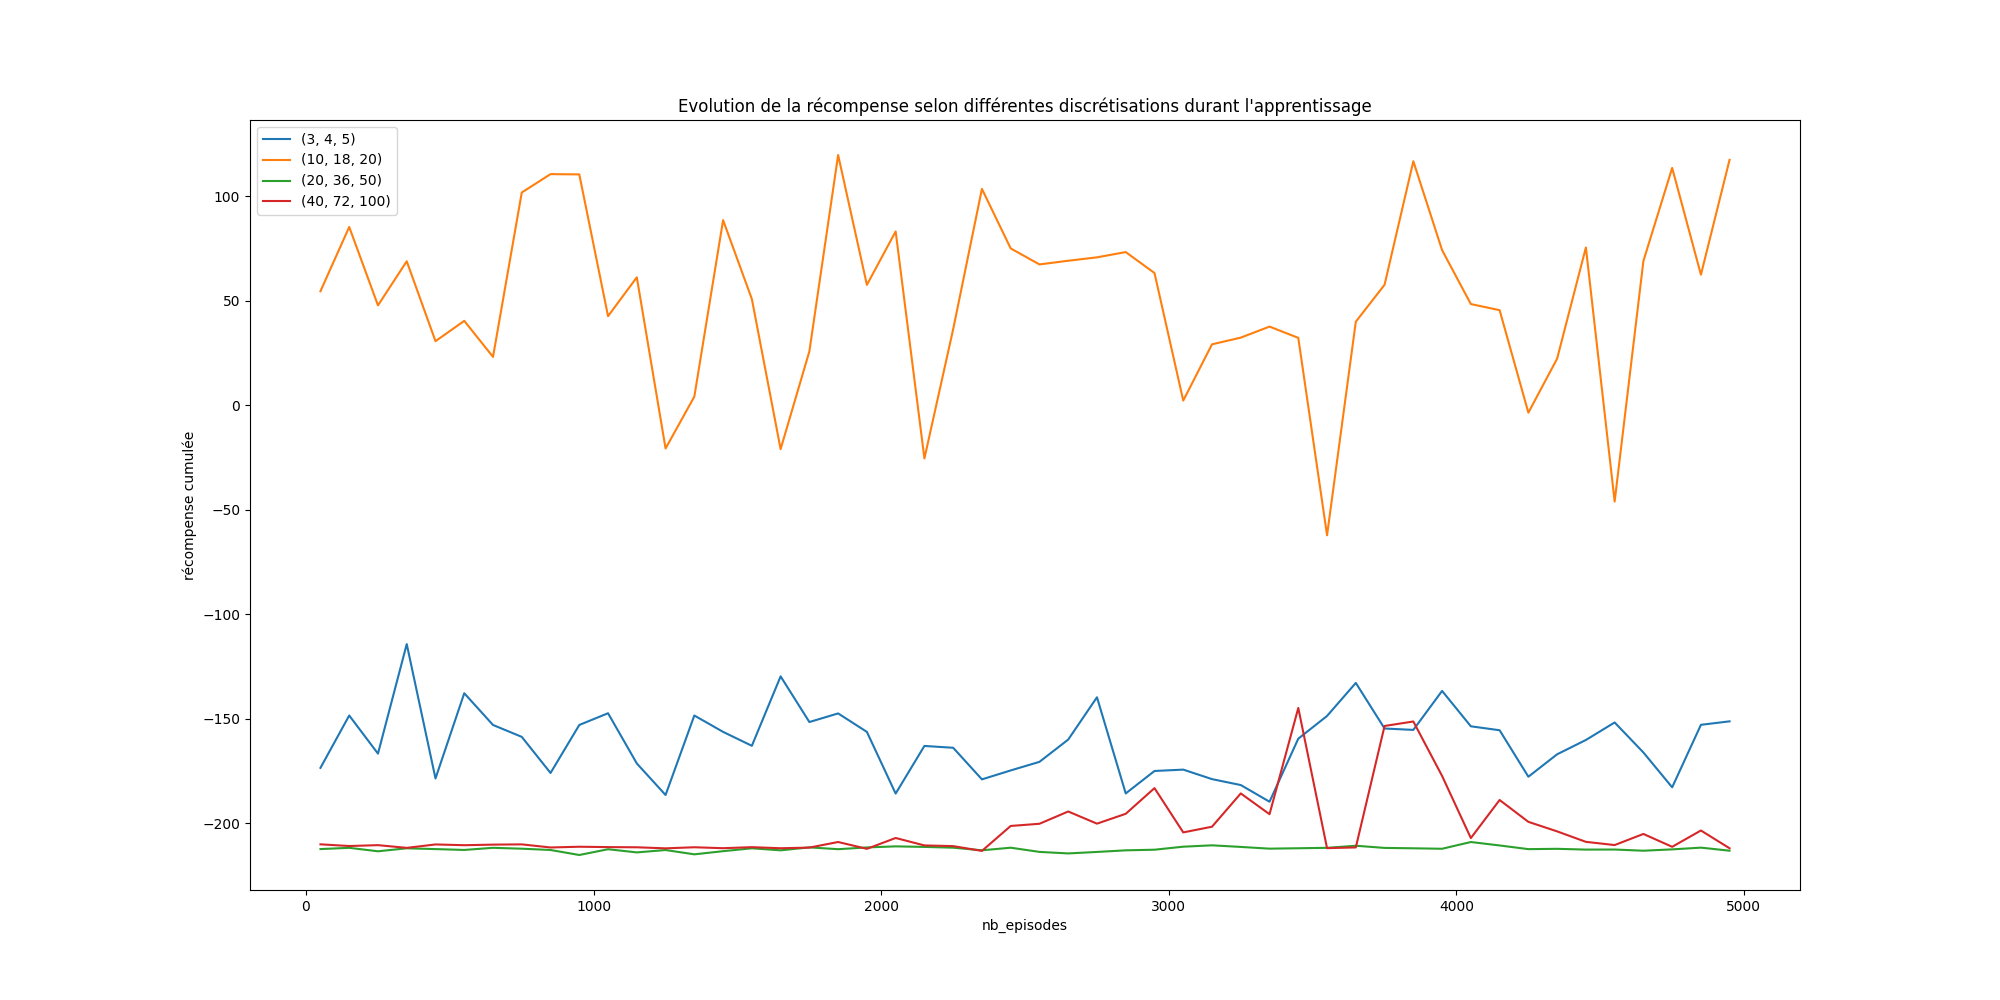 Evolution de la récompense selon différentes discrétisations durant l'apprentissage
(3, 4, 5)
(10, 18, 20)
(20, 36, 50)
(40, 72, 100)
récompense cumulée
100
50
0
−50
−100
−150
−200
0 1000 2000 3000 4000 5000
nb_episodes